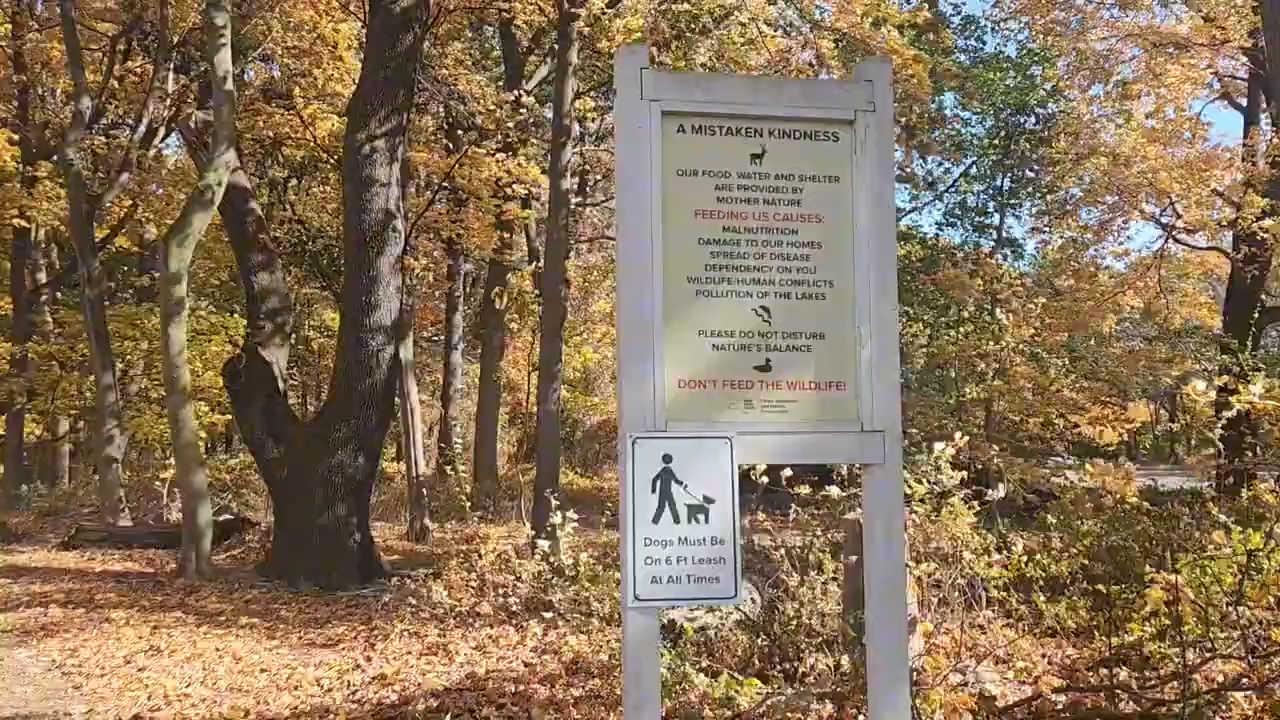 A MISTAKEN KINDNESS
OUR FOOD, WATER AND SHELTER
ARE PROVIDED BY
MOTHER NATURE
FEEDING US CAUSES:
MALNUTRITION
DAMAGE TO OUR HOMES
SPREAD OF DISEASE
DEPENDENCY ON YOU
WILDLIFE/HUMAN CONFLICTS
POLLUTION OF THE LAKES
PLEASE DO NOT DISTURB
NATURE'S BALANCE
DON'T FEED THE WILDLIFE!
Dogs Must Be
On 6 Ft Leash
At All Times